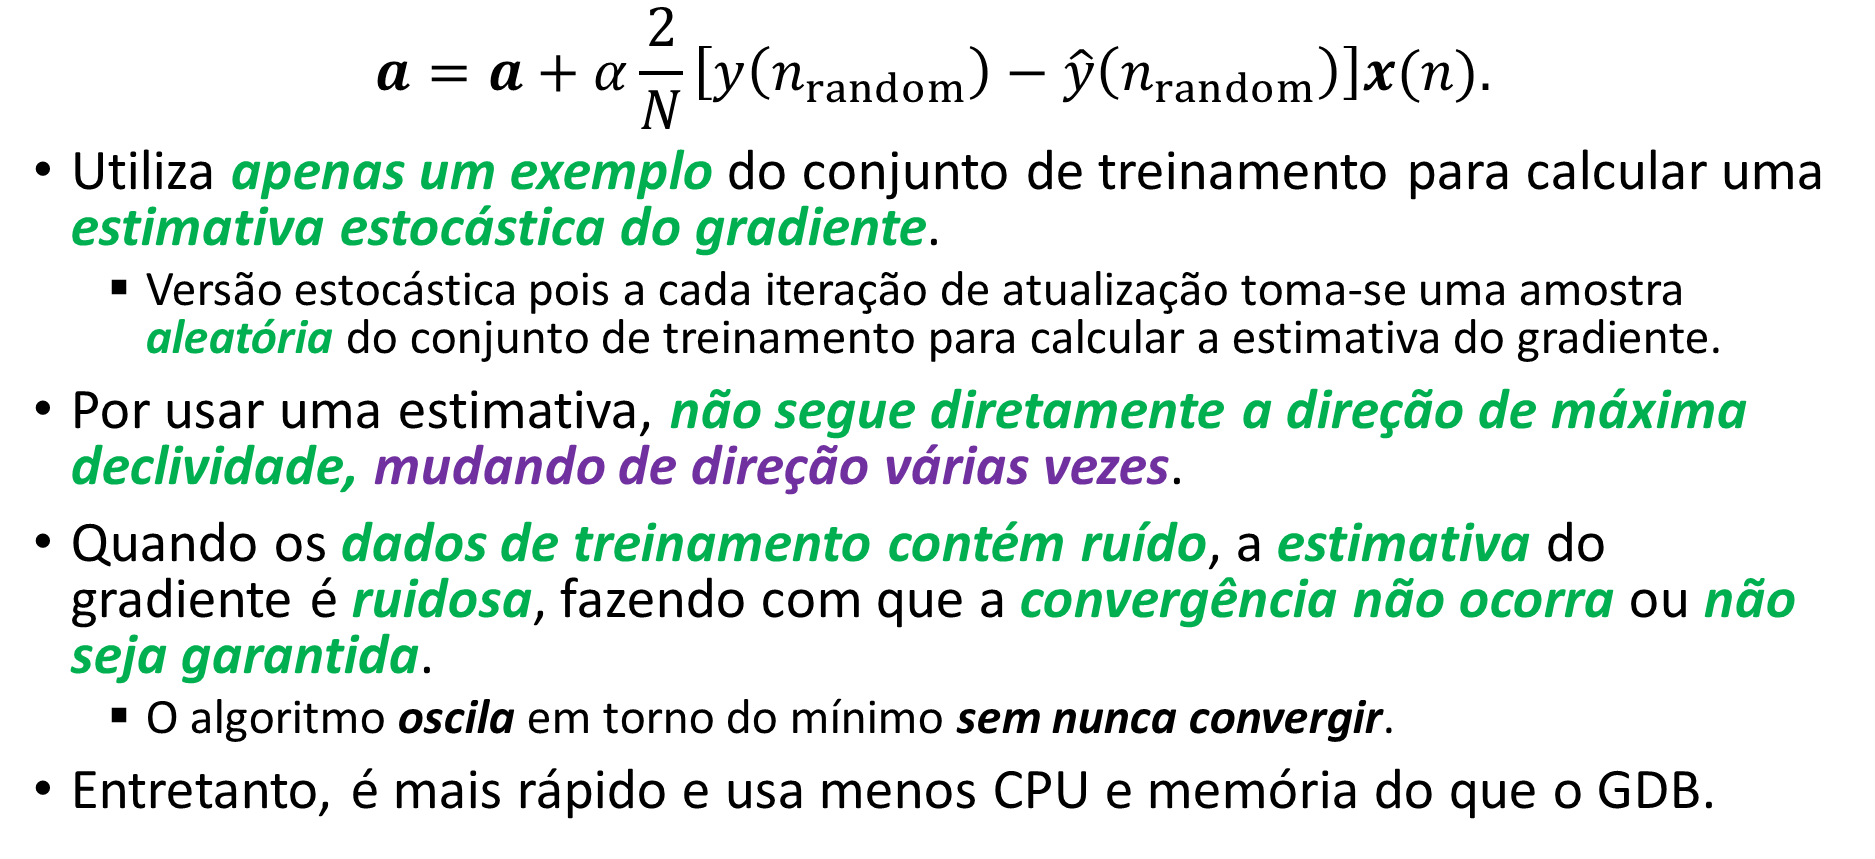 𝒂 = 𝒂 + α 2/N [y(n_random) − ŷ(n_random)]𝒙(n).
• Utiliza apenas um exemplo do conjunto de treinamento para calcular uma
estimativa estocástica do gradiente.
▪ Versão estocástica pois a cada iteração de atualização toma-se uma amostra
aleatória do conjunto de treinamento para calcular a estimativa do gradiente.
• Por usar uma estimativa, não segue diretamente a direção de máxima
declividade, mudando de direção várias vezes.
• Quando os dados de treinamento contém ruído, a estimativa do
gradiente é ruidosa, fazendo com que a convergência não ocorra ou não
seja garantida.
▪ O algoritmo oscila em torno do mínimo sem nunca convergir.
• Entretanto, é mais rápido e usa menos CPU e memória do que o GDB.